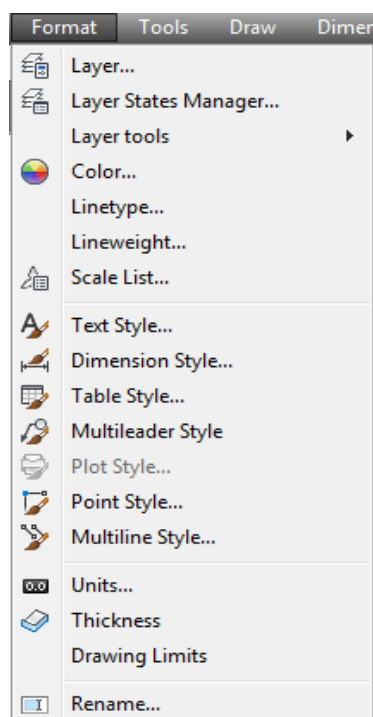 Format Tools Draw
Layer...
Layer States Manager...
Layer tools
Color...
Linetype...
Lineweight...
Scale List...
Text Style...
Dimension Style...
Table Style...
Multileader Style
Plot Style...
Point Style...
Multiline Style...
0.0 Units...
Thickness
Drawing Limits
Rename...